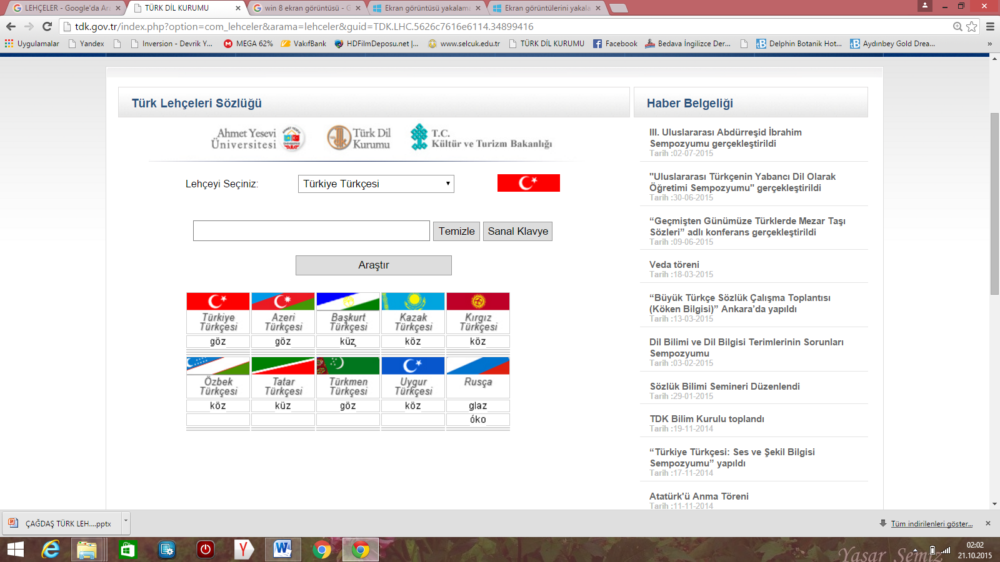 LEHÇELER - Google'da Ara
TÜRK DİL KURUMU
win 8 ekran görüntüsü - G
Ekran görüntüsü yakalama
Ekran görüntülerini yakala
tdk.gov.tr/index.php?option=com_lehceler&arama=lehceler&guid=TDK.LHC.5626c7616e6114.34899416
Uygulamalar
Yandex
Inversion - Devrik Y...
MEGA 62%
VakıfBank
HDFilmDeposu.net |...
www.selcuk.edu.tr
TÜRK DİL KURUMU
Facebook
Bedava İngilizce Der...
Delphin Botanik Hot...
Aydınbey Gold Drea...
»
Türk Lehçeleri Sözlüğü
Ahmet Yesevi
Üniversitesi
Türk Dil
Kurumu
T.C.
Kültür ve Turizm Bakanlığı
Lehçeyi Seçiniz:
Türkiye Türkçesi
Temizle
Sanal Klavye
Araştır
Türkiye Türkçesi
Azeri Türkçesi
Başkurt Türkçesi
Kazak Türkçesi
Kırgız Türkçesi
göz
göz
küẓ
köz
köz
Özbek Türkçesi
Tatar Türkçesi
Türkmen Türkçesi
Uygur Türkçesi
Rusça
köz
küz
göz
köz
glaz
óko
Haber Belgeliği
III. Uluslararası Abdürreşid İbrahim
Sempozyumu gerçekleştirildi
Tarih :02-07-2015
"Uluslararası Türkçenin Yabancı Dil Olarak
Öğretimi Sempozyumu" gerçekleştirildi
Tarih :30-06-2015
“Geçmişten Günümüze Türklerde Mezar Taşı
Sözleri” adlı konferans gerçekleştirildi
Tarih :09-06-2015
Veda töreni
Tarih :18-03-2015
“Büyük Türkçe Sözlük Çalışma Toplantısı
(Köken Bilgisi)” Ankara’da yapıldı
Tarih :13-03-2015
Dil Bilimi ve Dil Bilgisi Terimlerinin Sorunları
Sempozyumu
Tarih :03-02-2015
Sözlük Bilimi Semineri Düzenlendi
Tarih :29-01-2015
TDK Bilim Kurulu toplandı
Tarih :19-11-2014
“Türkiye Türkçesi: Ses ve Şekil Bilgisi
Sempozyumu” yapıldı
Tarih :17-11-2014
Atatürk'ü Anma Töreni
Tarih :11-11-2014
ÇAĞDAŞ TÜRK LEH....pptx
Tüm indirilenleri göster...
Yasar Semiz
02:02
21.10.2015